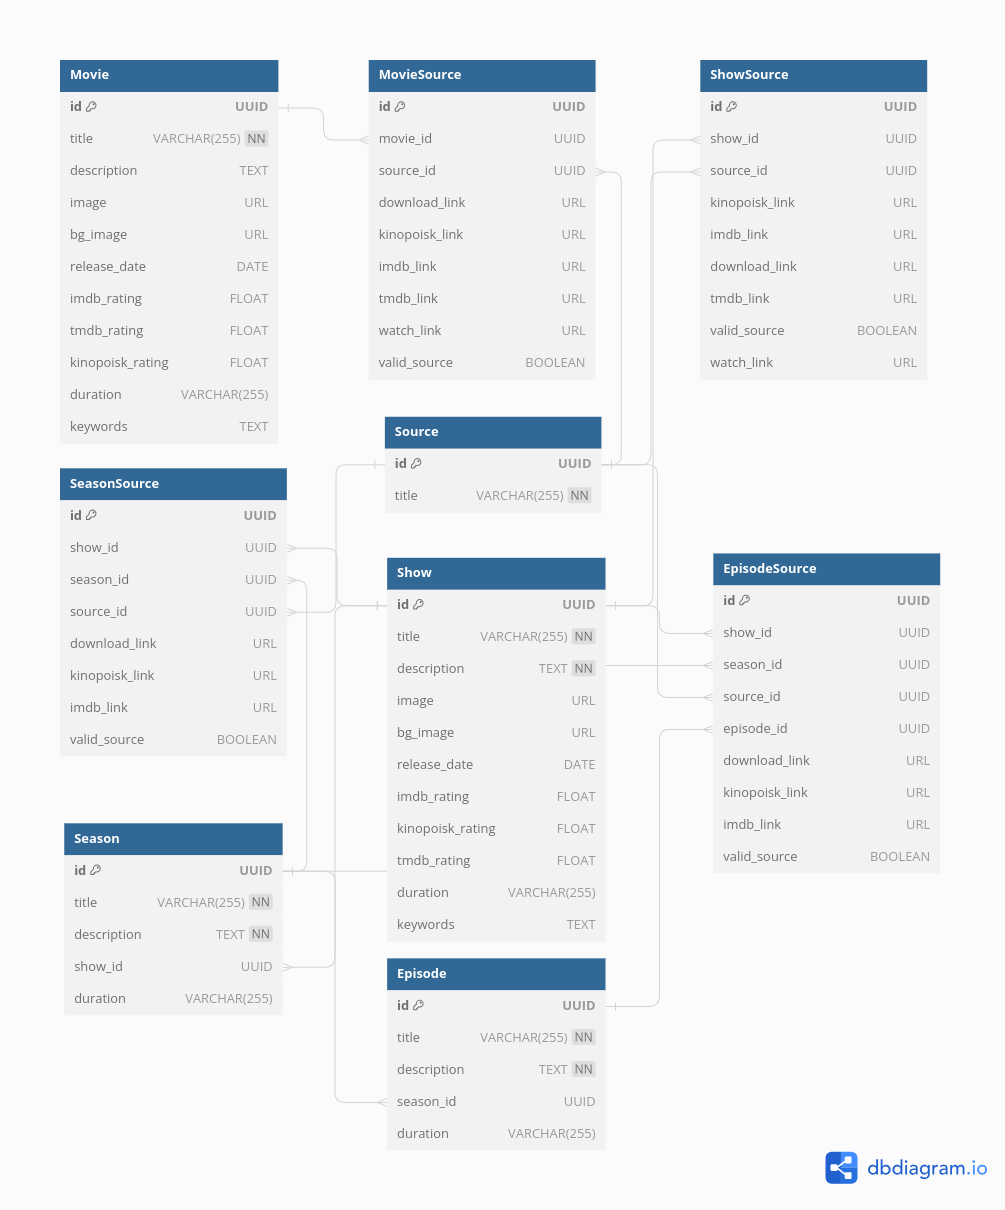 Movie
id UUID
title VARCHAR(255) NN
description TEXT
image URL
bg_image URL
release_date DATE
imdb_rating FLOAT
tmdb_rating FLOAT
kinopoisk_rating FLOAT
duration VARCHAR(255)
keywords TEXT
MovieSource
id UUID
movie_id UUID
source_id UUID
download_link URL
kinopoisk_link URL
imdb_link URL
tmdb_link URL
watch_link URL
valid_source BOOLEAN
ShowSource
id UUID
show_id UUID
source_id UUID
kinopoisk_link URL
imdb_link URL
download_link URL
tmdb_link URL
valid_source BOOLEAN
watch_link URL
Source
id UUID
title VARCHAR(255) NN
SeasonSource
id UUID
show_id UUID
season_id UUID
source_id UUID
download_link URL
kinopoisk_link URL
imdb_link URL
valid_source BOOLEAN
Show
id UUID
title VARCHAR(255) NN
description TEXT NN
image URL
bg_image URL
release_date DATE
imdb_rating FLOAT
kinopoisk_rating FLOAT
tmdb_rating FLOAT
duration VARCHAR(255)
keywords TEXT
EpisodeSource
id UUID
show_id UUID
season_id UUID
source_id UUID
episode_id UUID
download_link URL
kinopoisk_link URL
imdb_link URL
valid_source BOOLEAN
Season
id UUID
title VARCHAR(255) NN
description TEXT NN
show_id UUID
duration VARCHAR(255)
Episode
id UUID
title VARCHAR(255) NN
description TEXT NN
season_id UUID
duration VARCHAR(255)
dbdiagram.io